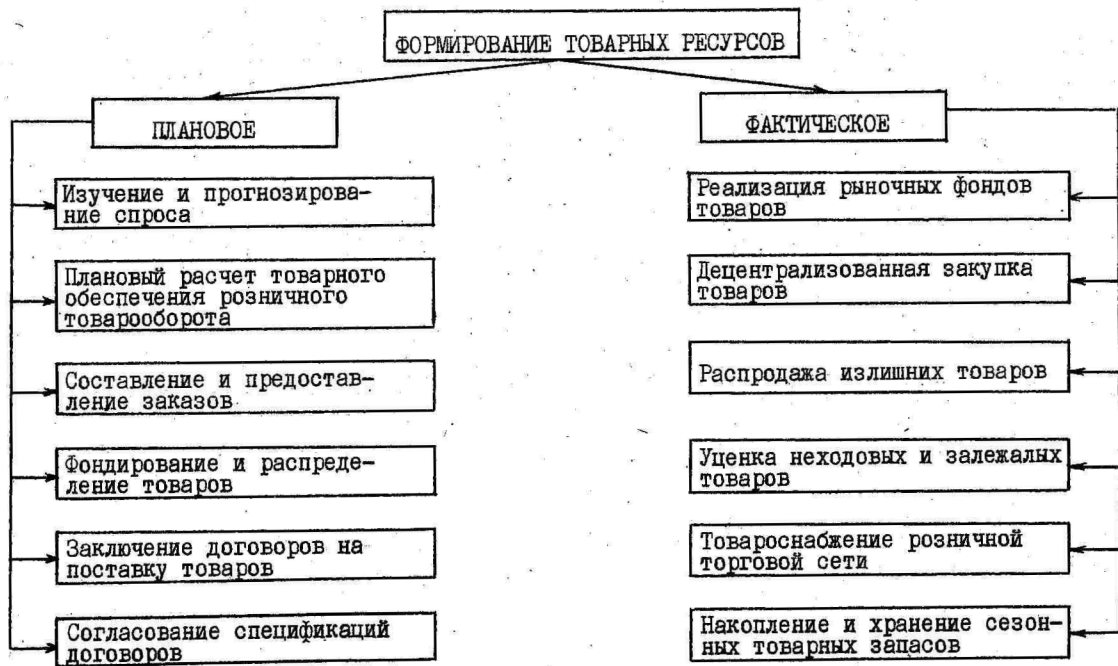 ФОРМИРОВАНИЕ ТОВАРНЫХ РЕСУРСОВ
ПЛАНОВОЕ
Изучение и прогнозирова-
ние спроса
Плановый расчет товарного
обеспечения розничного
товарооборота
Составление и предостав-
ление заказов
Фондирование и распреде-
ление товаров
Заключение договоров на
поставку товаров
Согласование спецификаций
договоров
ФАКТИЧЕСКОЕ
Реализация рыночных фондов
товаров
Децентрализованная закупка
товаров
Распродажа излишних товаров
Уценка неходовых и залежалых
товаров
Товароснабжение розничной
торговой сети
Накопление и хранение сезон-
ных товарных запасов